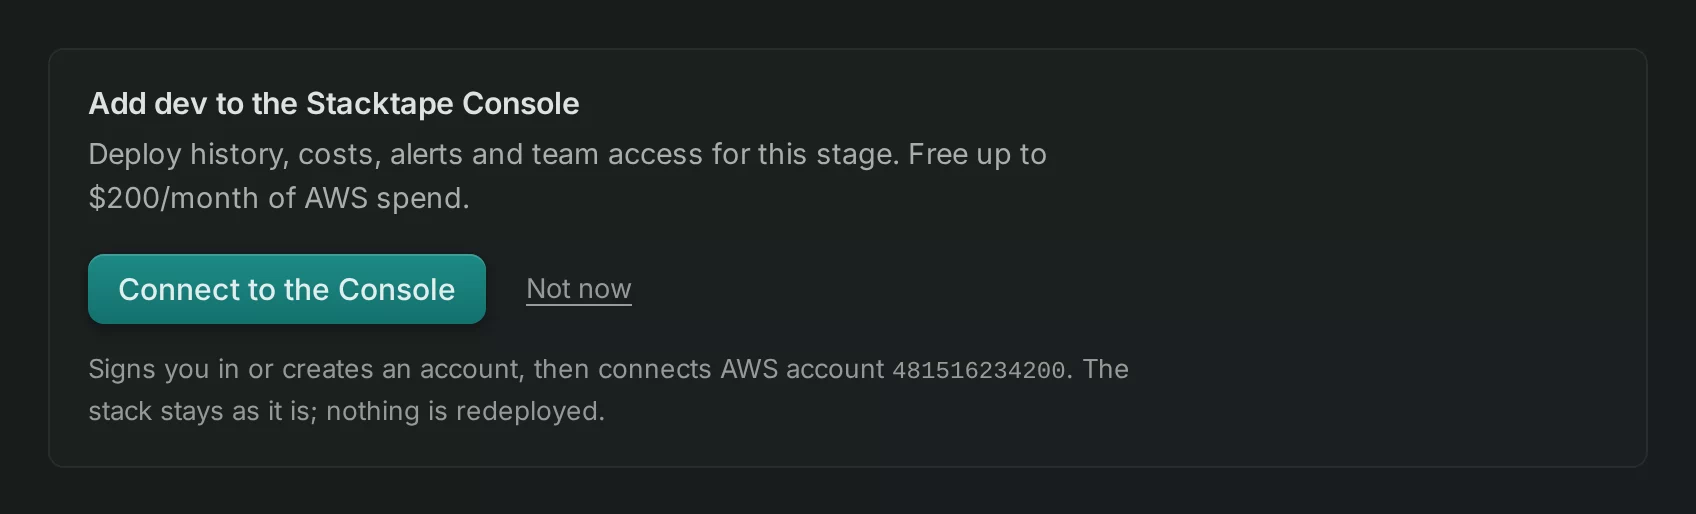 Add dev to the Stacktape Console
Deploy history, costs, alerts and team access for this stage. Free up to
$200/month of AWS spend.
Connect to the Console
Not now
Signs you in or creates an account, then connects AWS account 481516234200. The
stack stays as it is; nothing is redeployed.